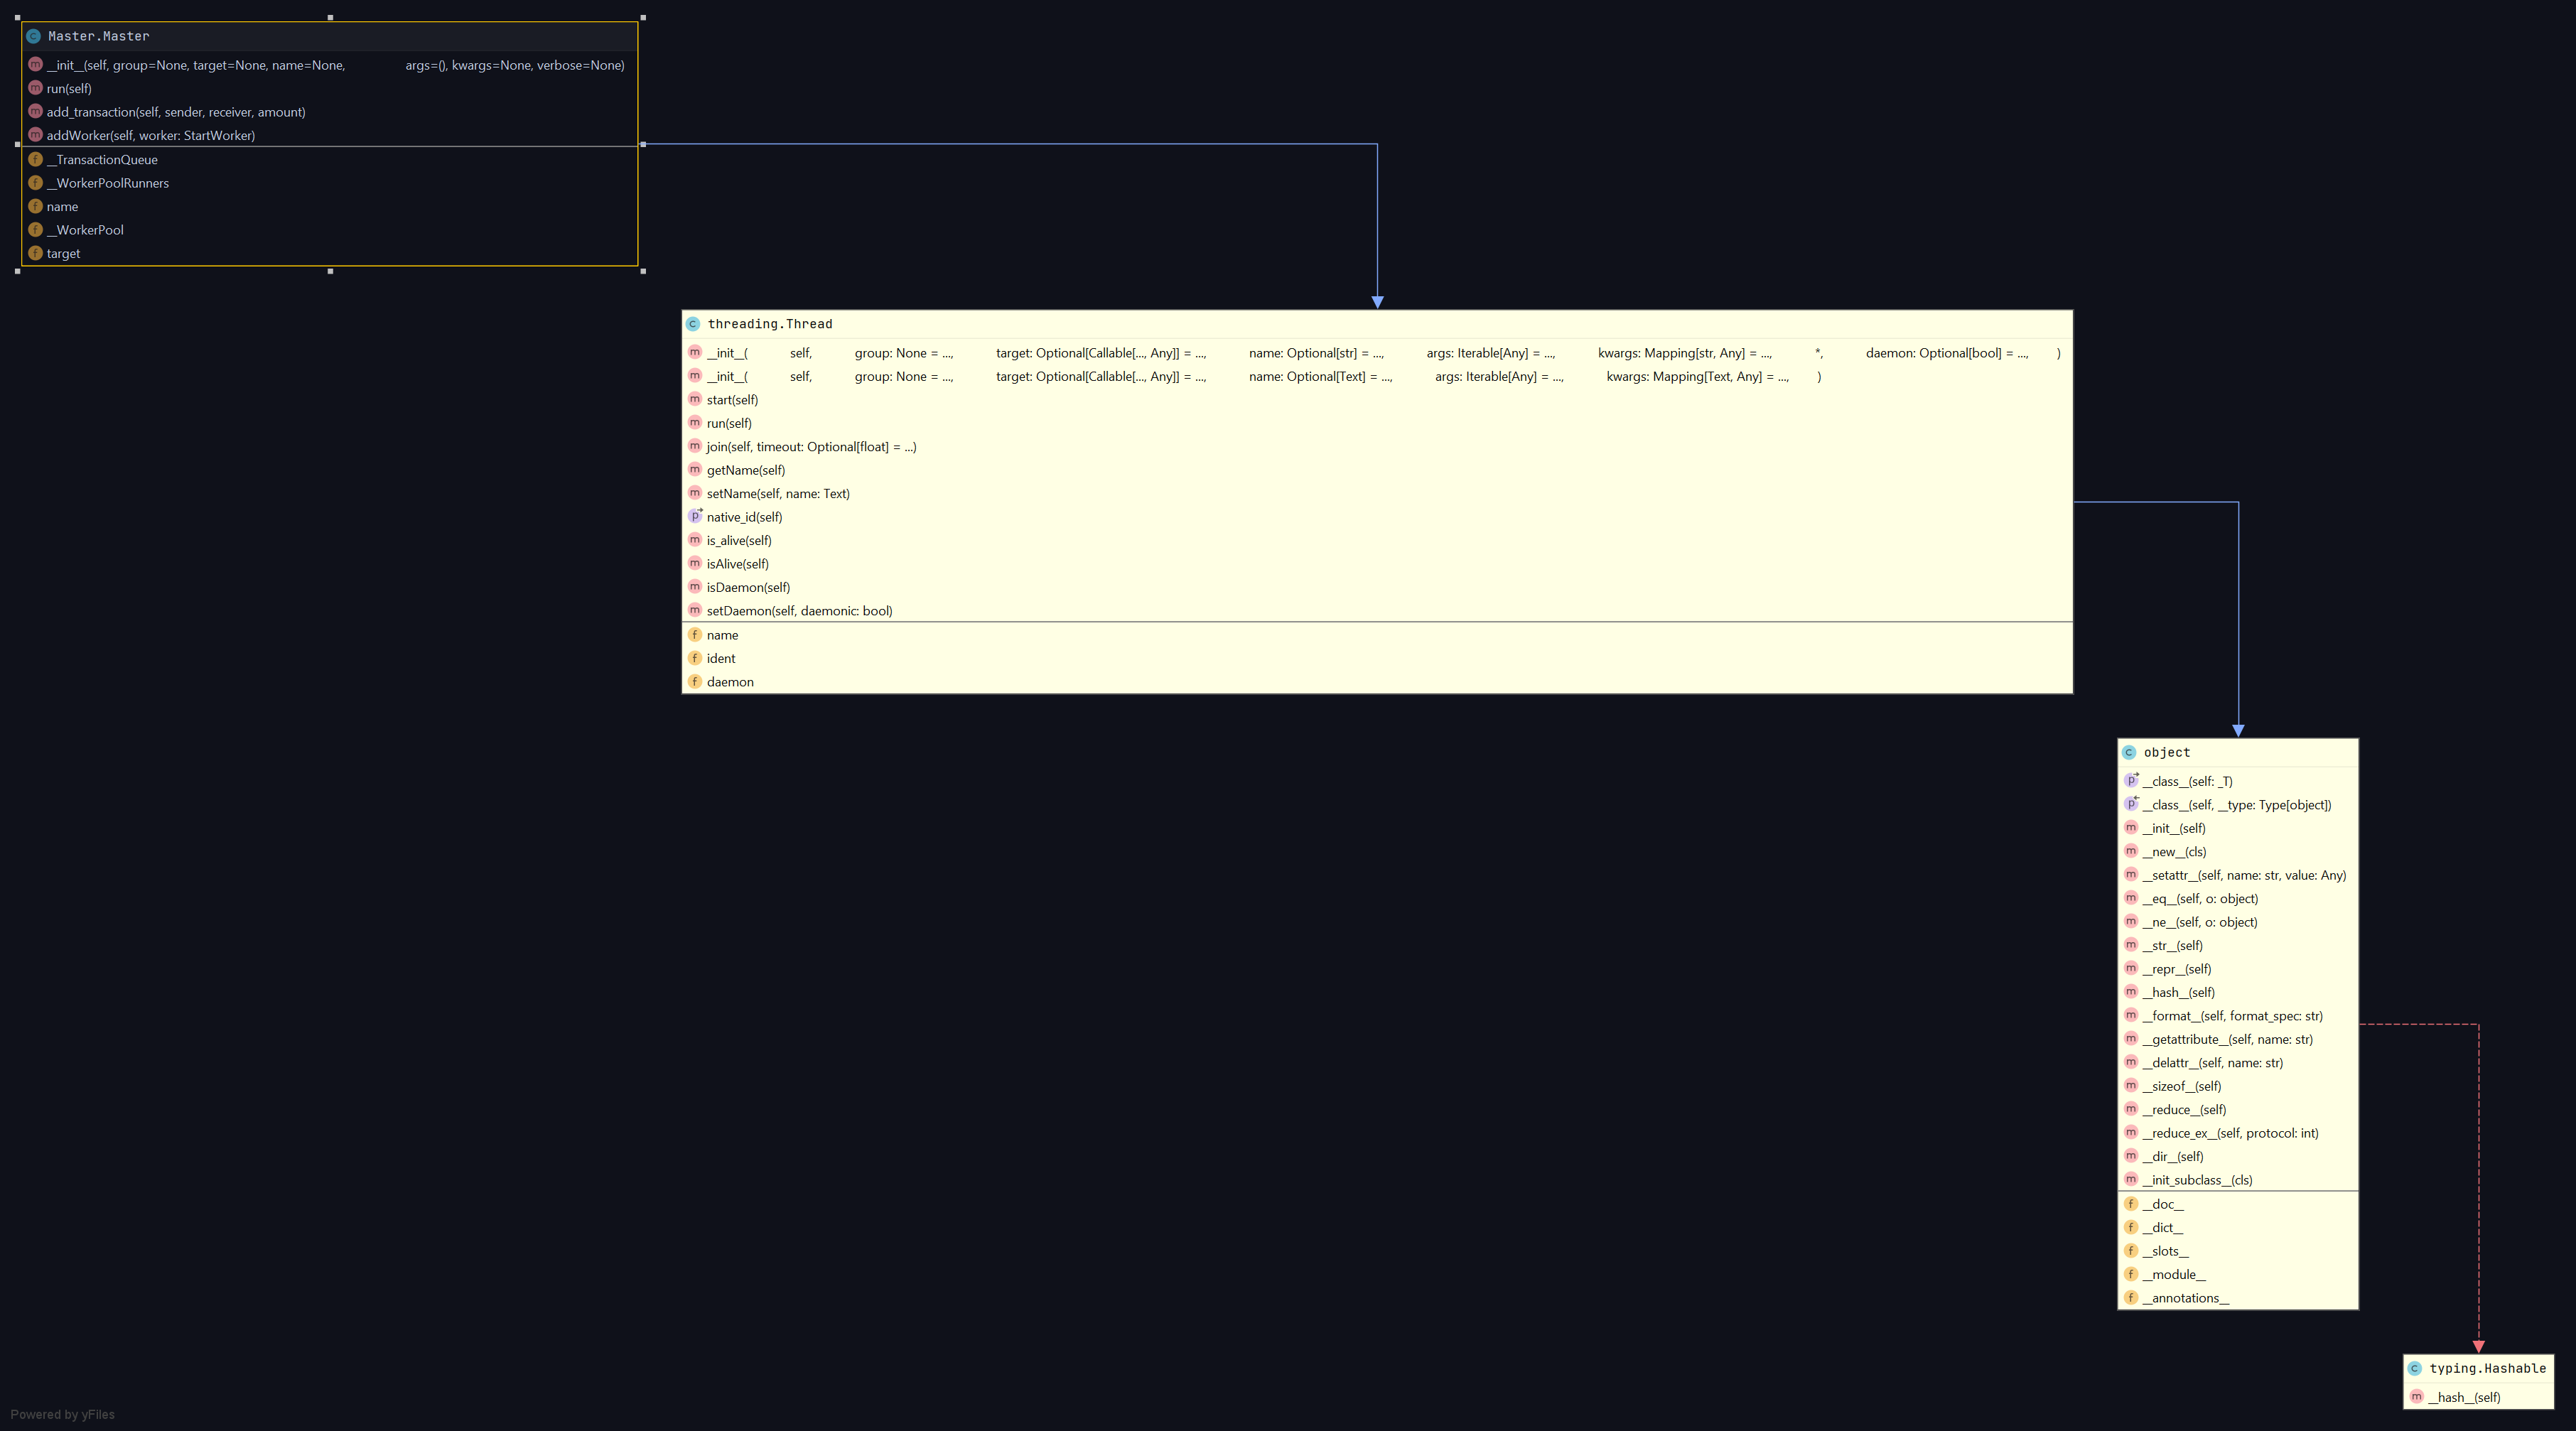 Master.Master
__init__(self, group=None, target=None, name=None, args=(), kwargs=None, verbose=None)
run(self)
add_transaction(self, sender, receiver, amount)
addWorker(self, worker: StartWorker)
__TransactionQueue
__WorkerPoolRunners
name
__WorkerPool
target
threading.Thread
__init__( self, group: None = ..., target: Optional[Callable[..., Any]] = ..., name: Optional[str] = ..., args: Iterable[Any] = ..., kwargs: Mapping[str, Any] = ..., *, daemon: Optional[bool] = ..., )
__init__( self, group: None = ..., target: Optional[Callable[..., Any]] = ..., name: Optional[Text] = ..., args: Iterable[Any] = ..., kwargs: Mapping[Text, Any] = ..., )
start(self)
run(self)
join(self, timeout: Optional[float] = ...)
getName(self)
setName(self, name: Text)
native_id(self)
is_alive(self)
isAlive(self)
isDaemon(self)
setDaemon(self, daemonic: bool)
name
ident
daemon
object
__class__(self: _T)
__class__(self, __type: Type[object])
__init__(self)
__new__(cls)
__setattr__(self, name: str, value: Any)
__eq__(self, o: object)
__ne__(self, o: object)
__str__(self)
__repr__(self)
__hash__(self)
__format__(self, format_spec: str)
__getattribute__(self, name: str)
__delattr__(self, name: str)
__sizeof__(self)
__reduce__(self)
__reduce_ex__(self, protocol: int)
__dir__(self)
__init_subclass__(cls)
__doc__
__dict__
__slots__
__module__
__annotations__
typing.Hashable
__hash__(self)
Powered by yFiles